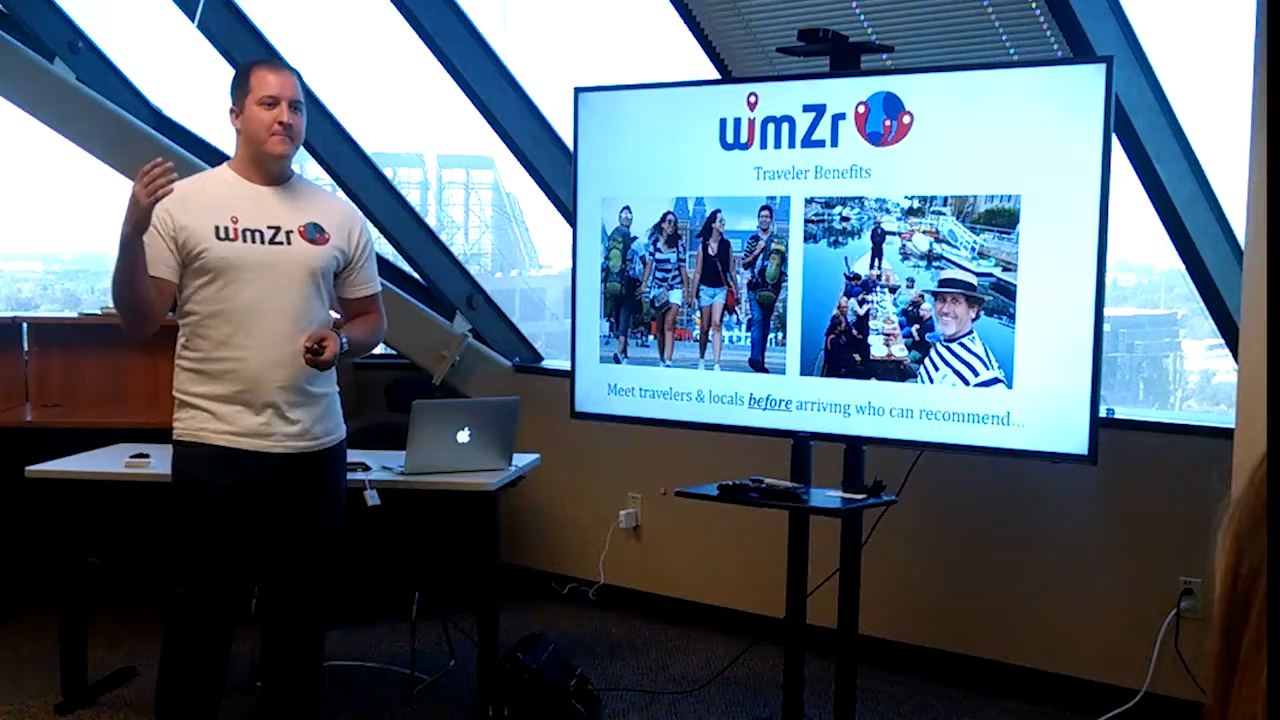 wimZr
wimZr
Traveler Benefits
Meet travelers & locals before arriving who can recommend...